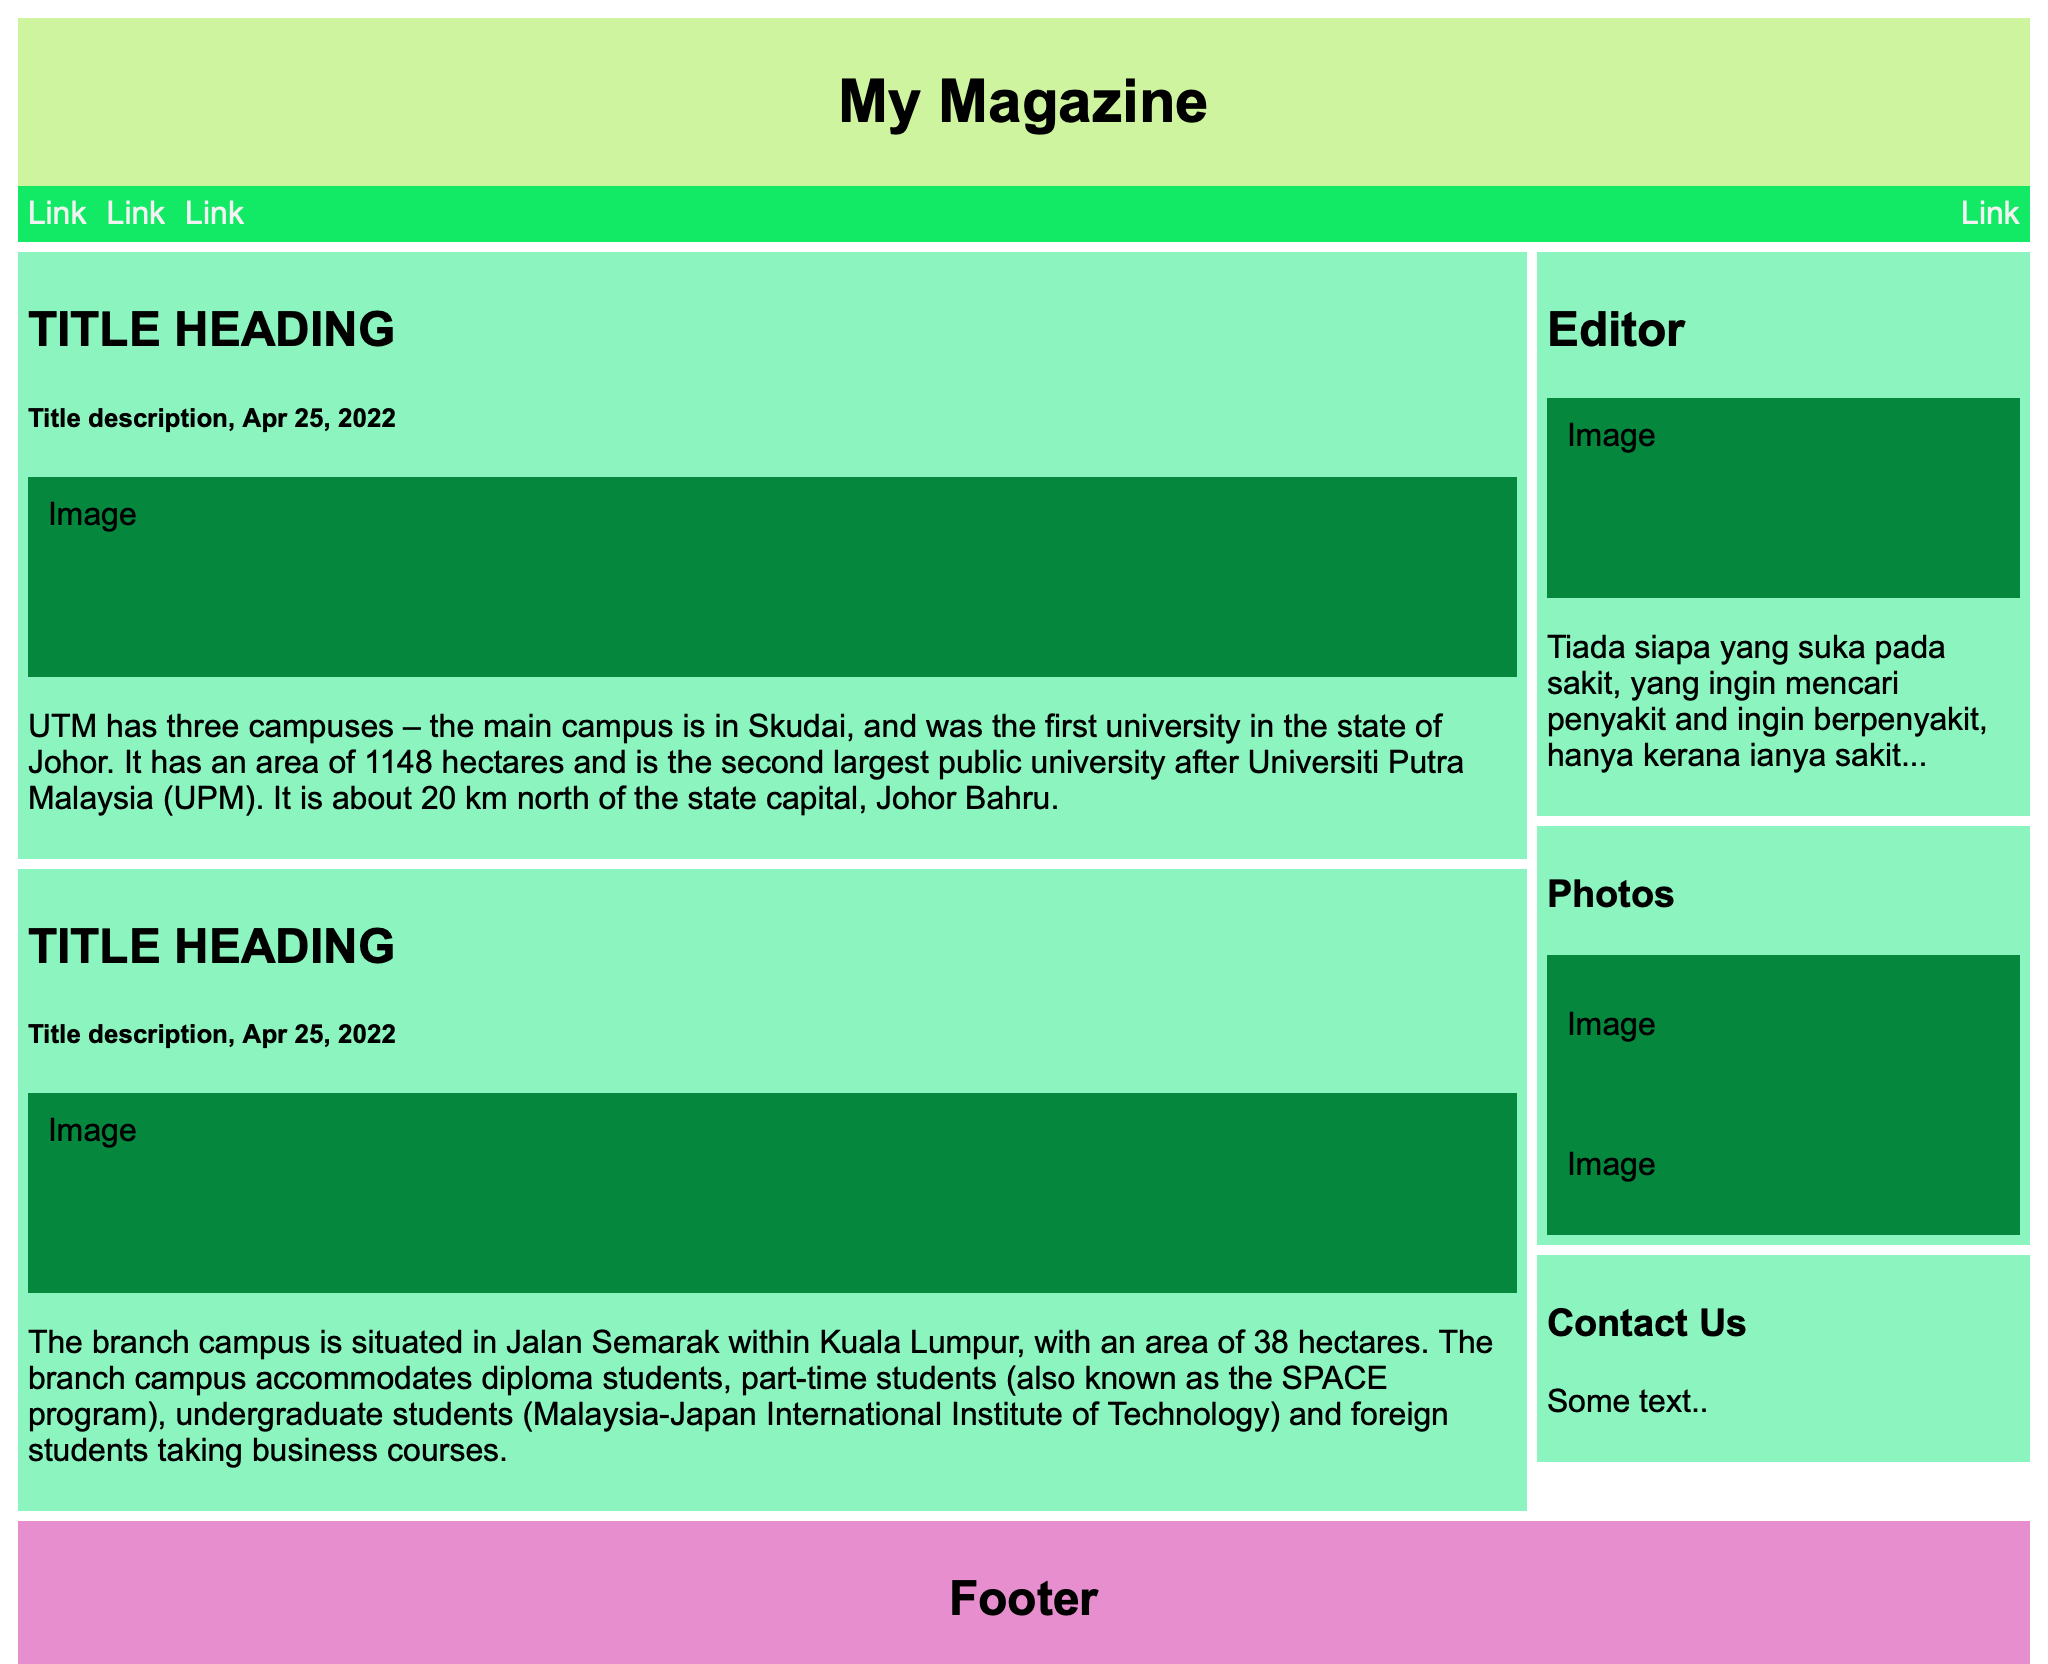 My Magazine
Link Link Link Link
TITLE HEADING
Title description, Apr 25, 2022
Image
UTM has three campuses – the main campus is in Skudai, and was the first university in the state of
Johor. It has an area of 1148 hectares and is the second largest public university after Universiti Putra
Malaysia (UPM). It is about 20 km north of the state capital, Johor Bahru.
TITLE HEADING
Title description, Apr 25, 2022
Image
The branch campus is situated in Jalan Semarak within Kuala Lumpur, with an area of 38 hectares. The
branch campus accommodates diploma students, part-time students (also known as the SPACE
program), undergraduate students (Malaysia-Japan International Institute of Technology) and foreign
students taking business courses.
Editor
Image
Tiada siapa yang suka pada
sakit, yang ingin mencari
penyakit and ingin berpenyakit,
hanya kerana ianya sakit...
Photos
Image
Image
Contact Us
Some text..
Footer